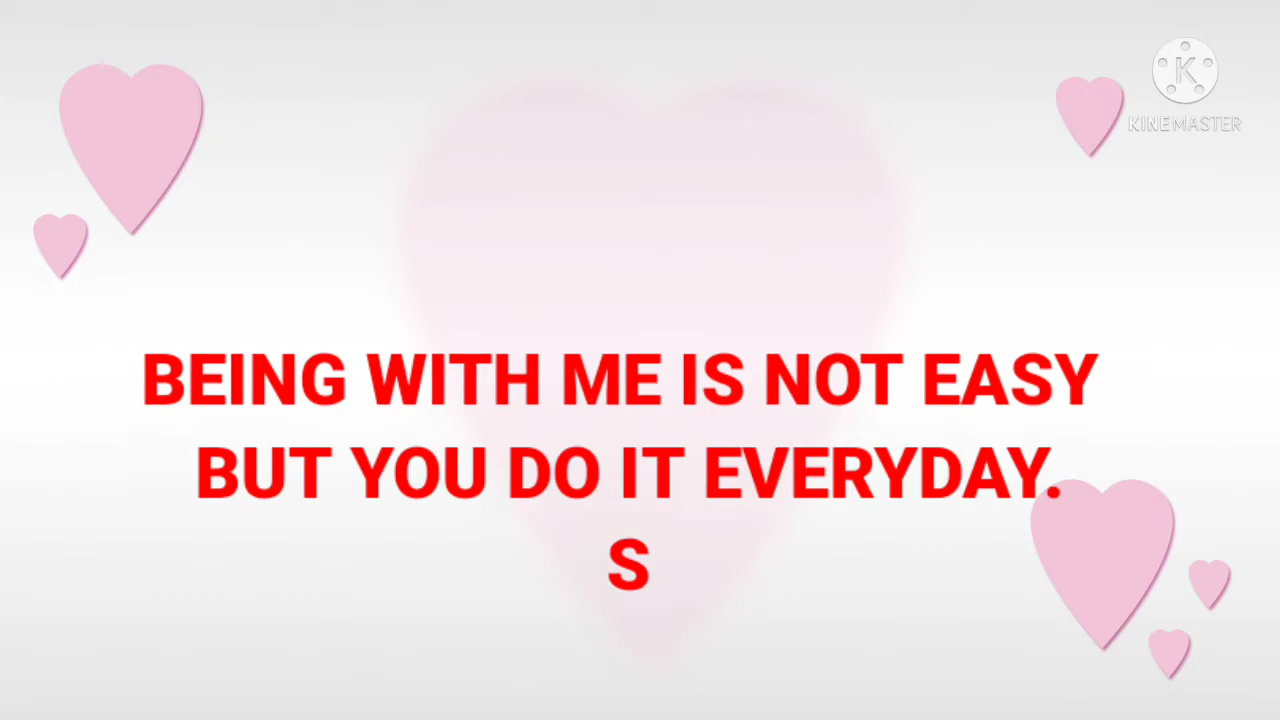 KINEMASTER
BEING WITH ME IS NOT EASY
BUT YOU DO IT EVERYDAY.
S